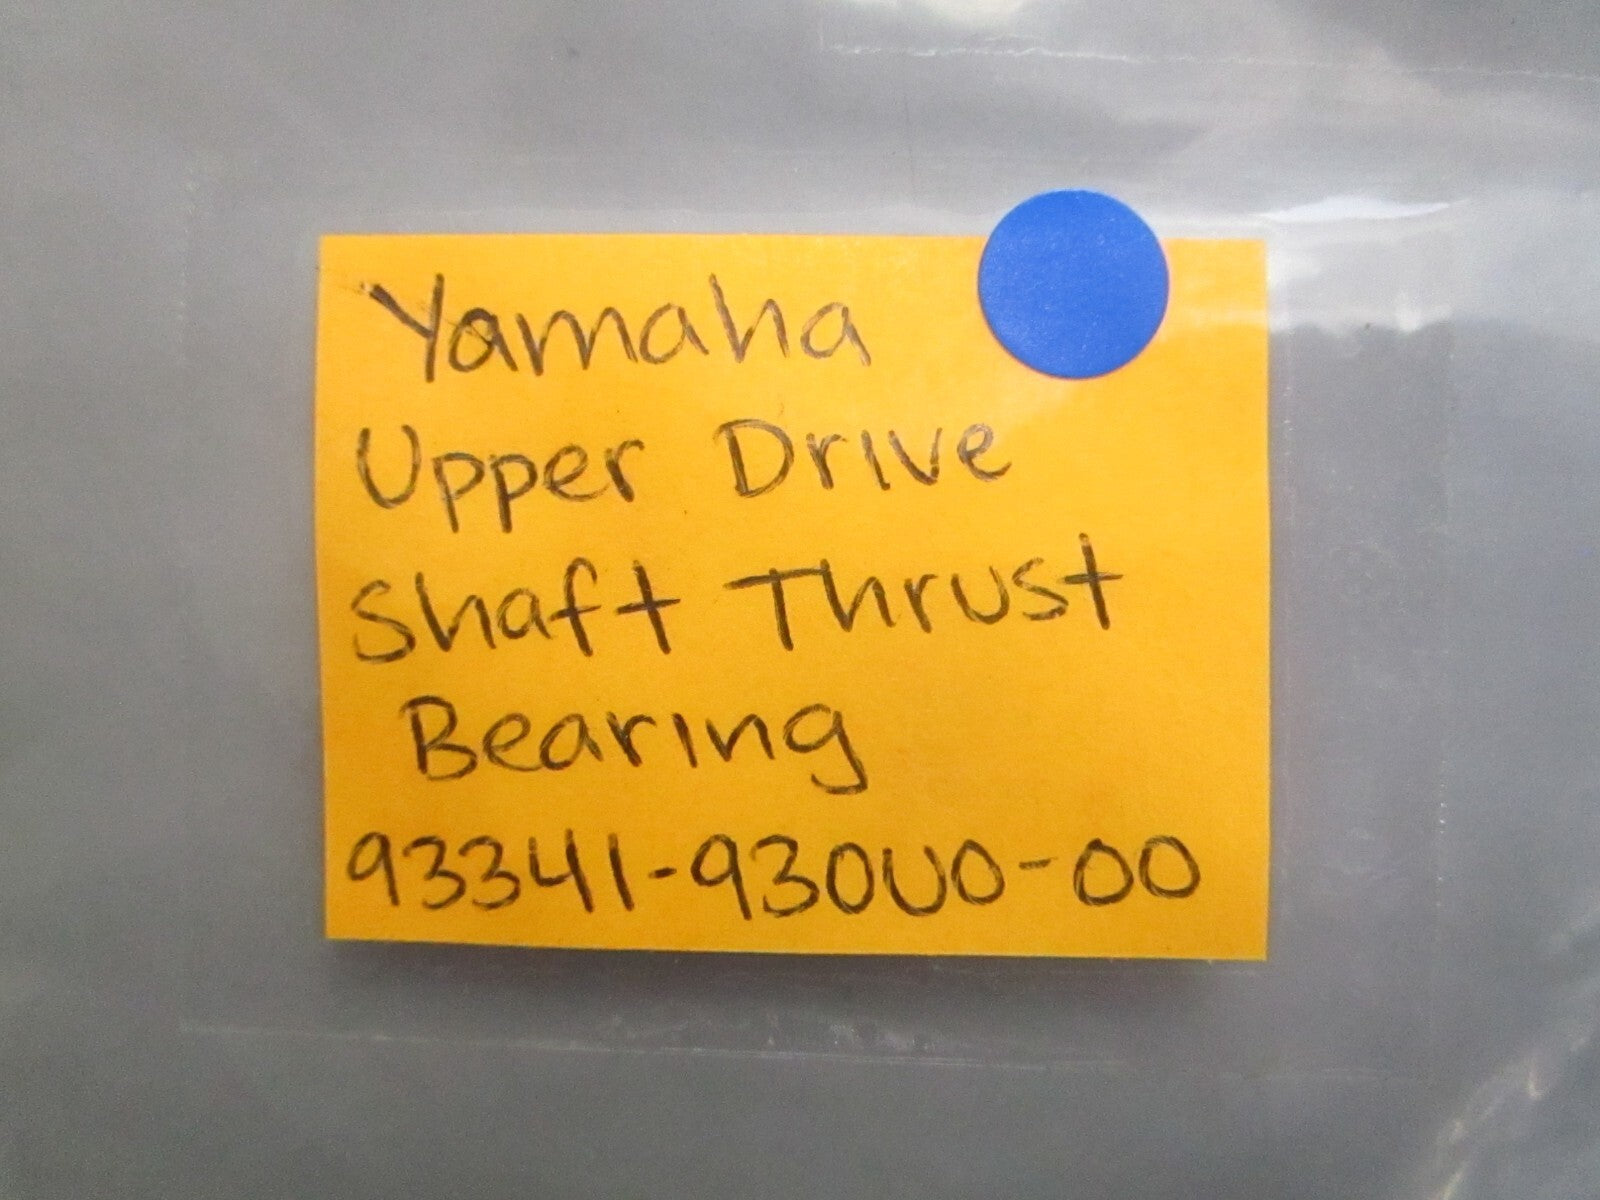 Yamaha
Upper Drive
Shaft Thrust
Bearing
93341-930U0-00